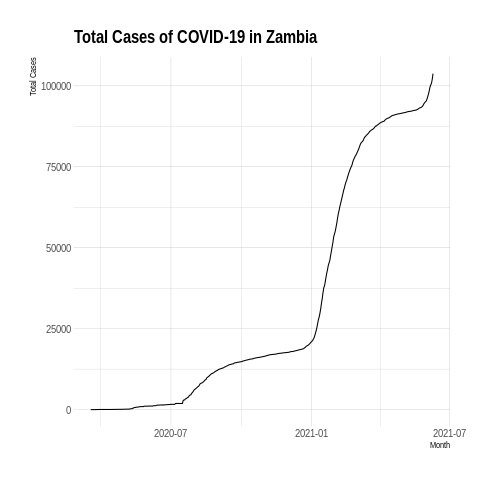 Total Cases of COVID-19 in Zambia
Total Cases
100000
75000
50000
25000
0
2020-07
2021-01
2021-07
Month